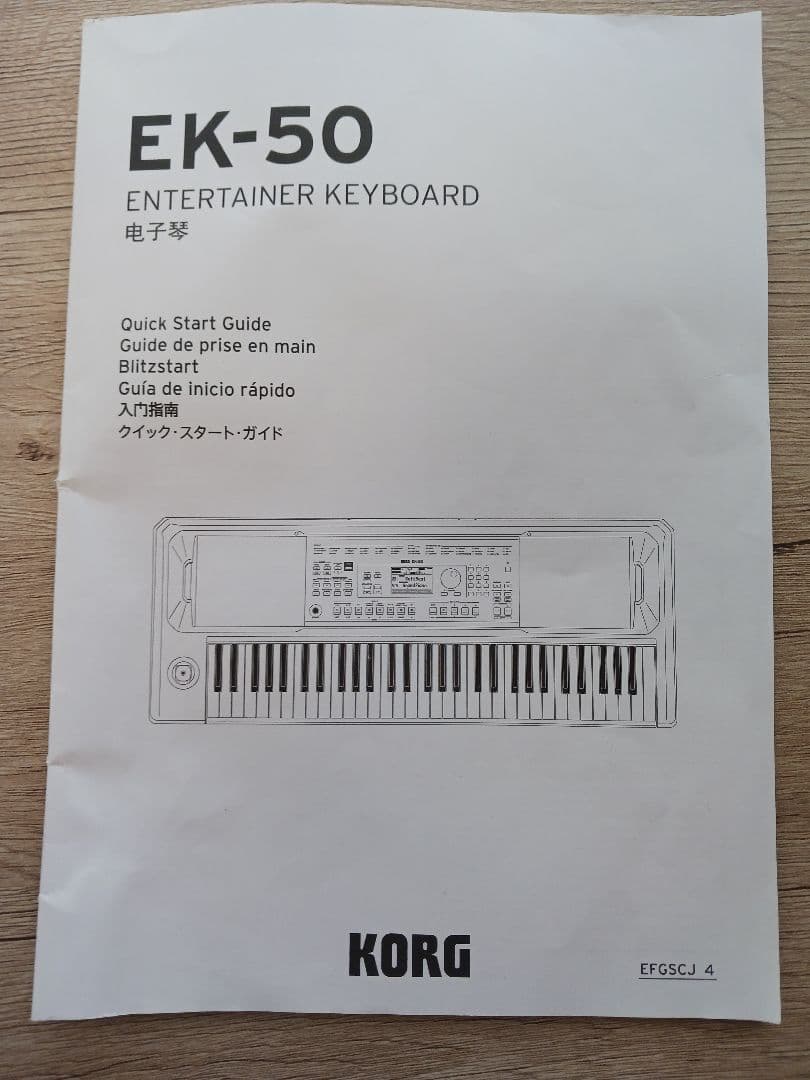 EK-50
ENTERTAINER KEYBOARD
电子琴
Quick Start Guide
Guide de prise en main
Blitzstart
Guía de inicio rápido
入门指南
クイック・スタート・ガイド
KORG
EFGSCJ 4